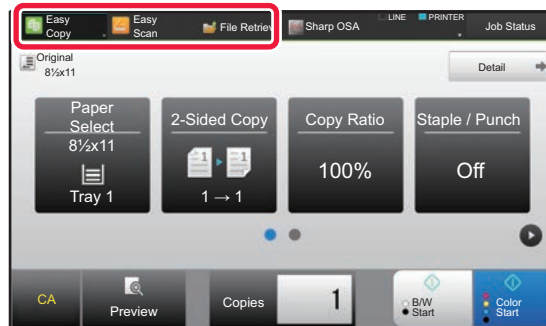 Easy Copy
Easy Scan
File Retriev
Sharp OSA
LINE
PRINTER
Job Status
Original
8½x11
Detail
Paper Select
8½x11
Tray 1
2-Sided Copy
1
1
1 → 1
Copy Ratio
100%
Staple / Punch
Off
CA
Preview
Copies
1
B/W Start
Color Start